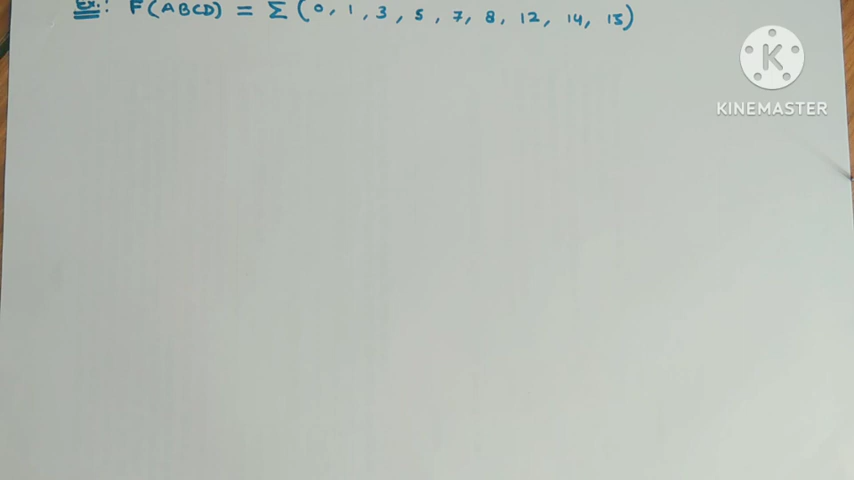 Ex.: F(ABCD) = Σ (0, 1, 3, 5, 7, 8, 12, 14, 15)
KINEMASTER